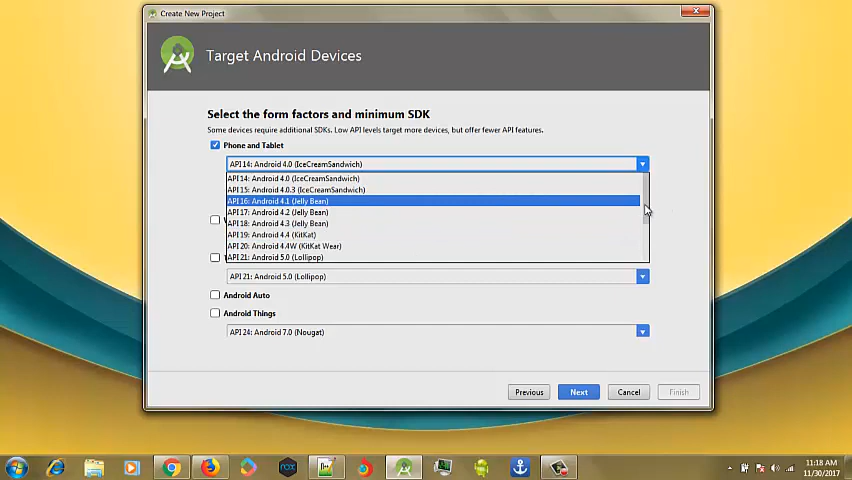 Create New Project
Target Android Devices
Select the form factors and minimum SDK
Some devices require additional SDKs. Low API levels target more devices, but offer fewer API features.
Phone and Tablet
API 14: Android 4.0 (IceCreamSandwich)
API 14: Android 4.0 (IceCreamSandwich)
API 15: Android 4.0.3 (IceCreamSandwich)
API 16: Android 4.1 (Jelly Bean)
API 17: Android 4.2 (Jelly Bean)
API 18: Android 4.3 (Jelly Bean)
API 19: Android 4.4 (KitKat)
API 20: Android 4.4W (KitKat Wear)
API 21: Android 5.0 (Lollipop)
API 21: Android 5.0 (Lollipop)
Android Auto
Android Things
API 24: Android 7.0 (Nougat)
Previous
Next
Cancel
Finish
nox
11:18 AM
11/30/2017